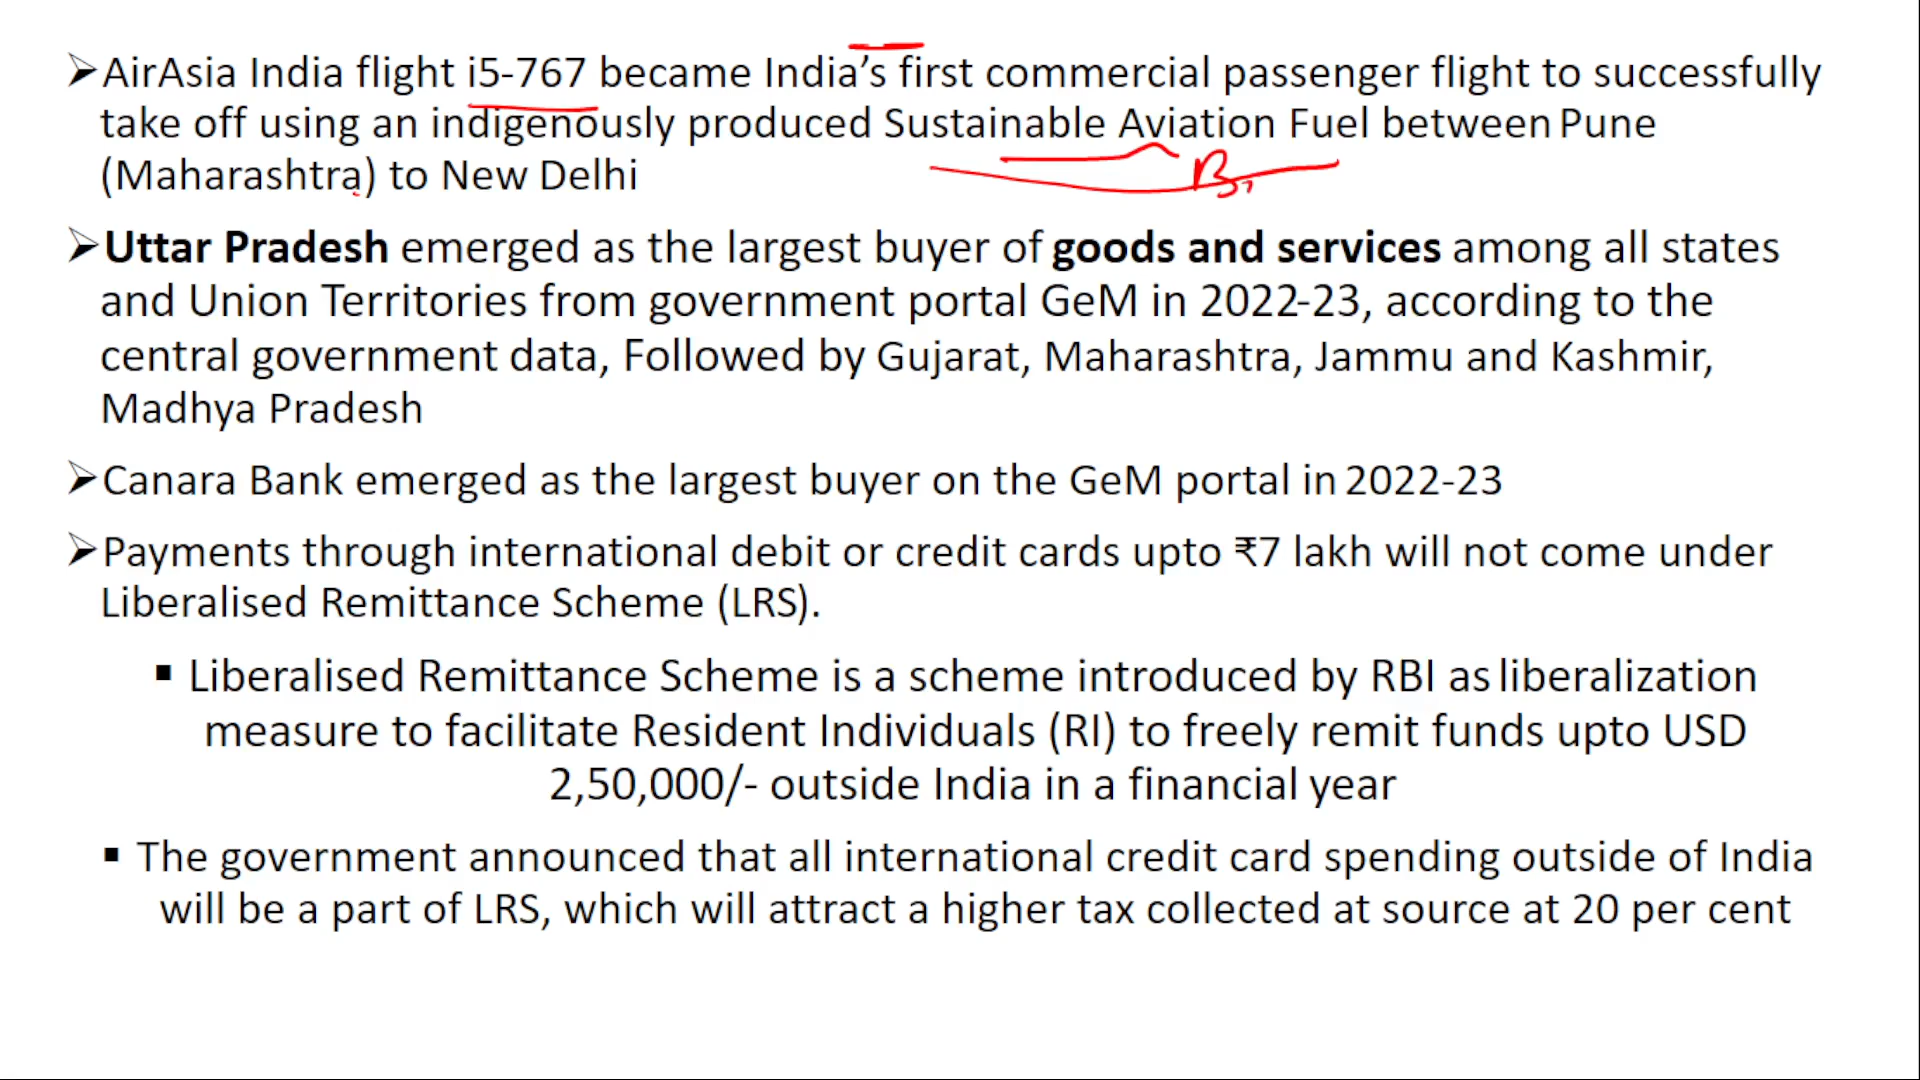 ➢AirAsia India flight i5-767 became India’s first commercial passenger flight to successfully
take off using an indigenously produced Sustainable Aviation Fuel between Pune
(Maharashtra) to New Delhi
➢Uttar Pradesh emerged as the largest buyer of goods and services among all states
and Union Territories from government portal GeM in 2022-23, according to the
central government data, Followed by Gujarat, Maharashtra, Jammu and Kashmir,
Madhya Pradesh
➢Canara Bank emerged as the largest buyer on the GeM portal in 2022-23
➢Payments through international debit or credit cards upto ₹7 lakh will not come under
Liberalised Remittance Scheme (LRS).
▪ Liberalised Remittance Scheme is a scheme introduced by RBI as liberalization
measure to facilitate Resident Individuals (RI) to freely remit funds upto USD
2,50,000/- outside India in a financial year
▪ The government announced that all international credit card spending outside of India
will be a part of LRS, which will attract a higher tax collected at source at 20 per cent